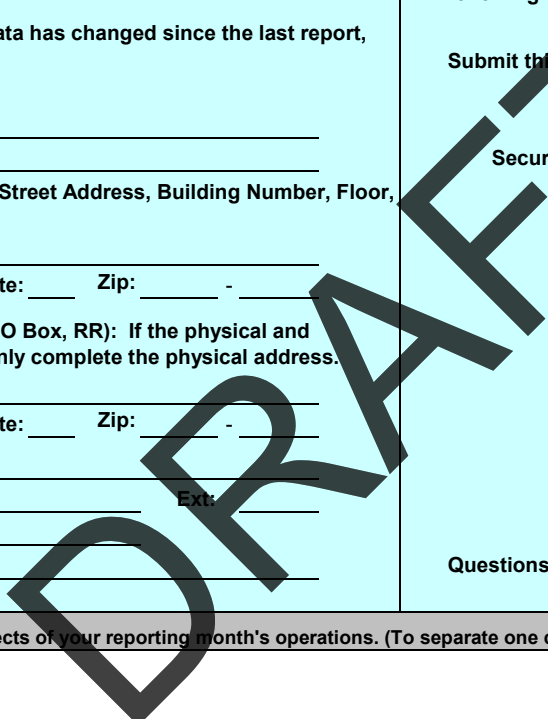 ata has changed since the last report,
Street Address, Building Number, Floor,
te: Zip: -
O Box, RR): If the physical and
nly complete the physical address.
te: Zip: -
Ext:
Submit thi
Secur
Questions
ects of your reporting month's operations. (To separate one
DRAFT